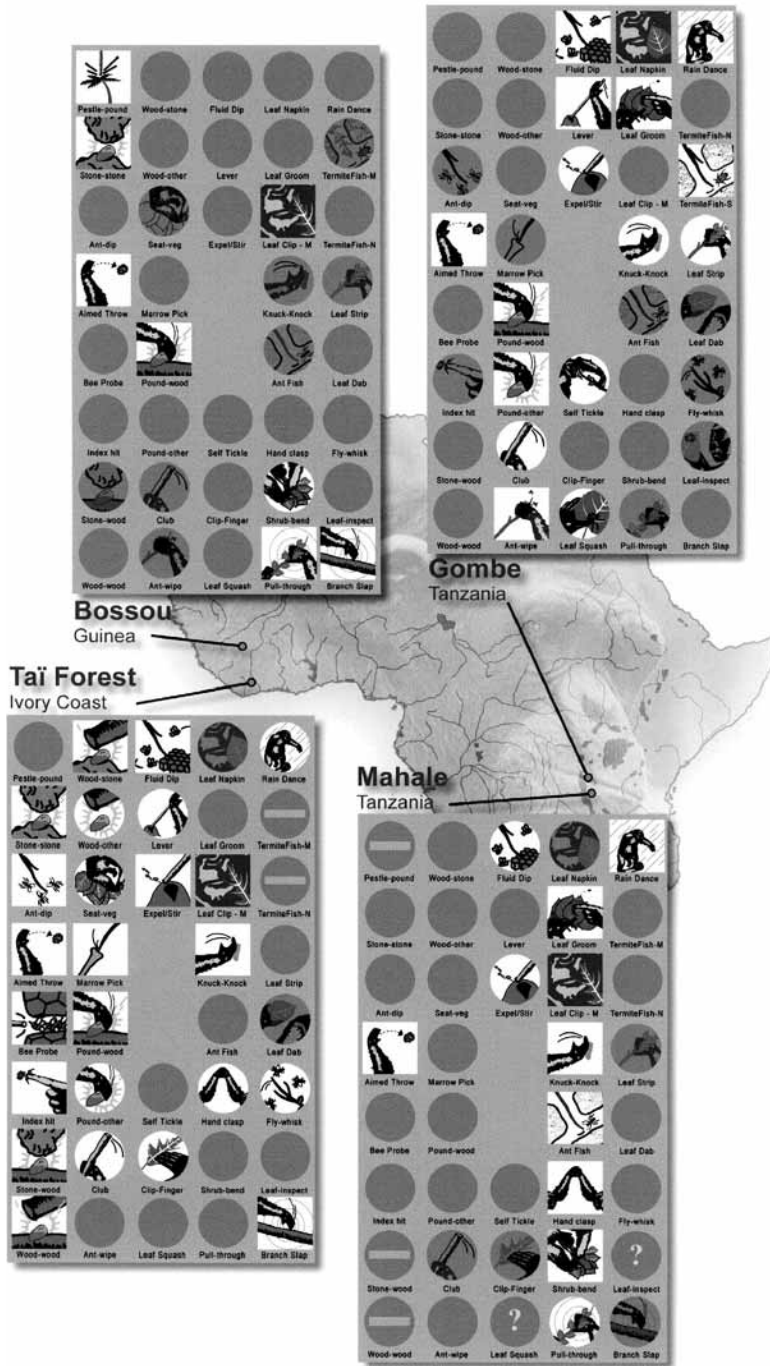 Pestle-pound Wood-stone Fluid Dip Leaf Napkin Rain Dance
Stone-stone Wood-other Lever Leaf Groom TermiteFish-M
Ant-dip Seat-veg Expel/Stir Leaf Clip - M TermiteFish-N
Aimed Throw Marrow Pick Knuck-Knock Leaf Strip
Bee Probe Pound-wood Ant Fish Leaf Dab
Index hit Pound-other Self Tickle Hand clasp Fly-whisk
Stone-wood Club Clip-Finger Shrub-bend Leaf-inspect
Wood-wood Ant-wipe Leaf Squash Pull-through Branch Slap
Bossou
Guinea
Pestle-pound Wood-stone Fluid Dip Leaf Napkin Rain Dance
Stone-stone Wood-other Lever Leaf Groom TermiteFish-N
Ant-dip Seat-veg Expel/Stir Leaf Clip - M TermiteFish-S
Aimed Throw Marrow Pick Knuck-Knock Leaf Strip
Bee Probe Pound-wood Ant Fish Leaf Dab
Index hit Pound-other Self Tickle Hand clasp Fly-whisk
Stone-wood Club Clip-Finger Shrub-bend Leaf-inspect
Wood-wood Ant-wipe Leaf Squash Pull-through Branch Slap
Gombe
Tanzania
Taï Forest
Ivory Coast
Pestle-pound Wood-stone Fluid Dip Leaf Napkin Rain Dance
Stone-stone Wood-other Lever Leaf Groom TermiteFish-M
Ant-dip Seat-veg Expel/Stir Leaf Clip - M TermiteFish-N
Aimed Throw Marrow Pick Knuck-Knock Leaf Strip
Bee Probe Pound-wood Ant Fish Leaf Dab
Index hit Pound-other Self Tickle Hand clasp Fly-whisk
Stone-wood Club Clip-Finger Shrub-bend Leaf-inspect
Wood-wood Ant-wipe Leaf Squash Pull-through Branch Slap
Mahale
Tanzania
Pestle-pound Wood-stone Fluid Dip Leaf Napkin Rain Dance
Stone-stone Wood-other Lever Leaf Groom TermiteFish-M
Ant-dip Seat-veg Expel/Stir Leaf Clip - M TermiteFish-N
Aimed Throw Marrow Pick Knuck-Knock Leaf Strip
Bee Probe Pound-wood Ant Fish Leaf Dab
Index hit Pound-other Self Tickle Hand clasp Fly-whisk
?
Stone-wood Club Clip-Finger Shrub-bend Leaf-inspect
?
Wood-wood Ant-wipe Leaf Squash Pull-through Branch Slap